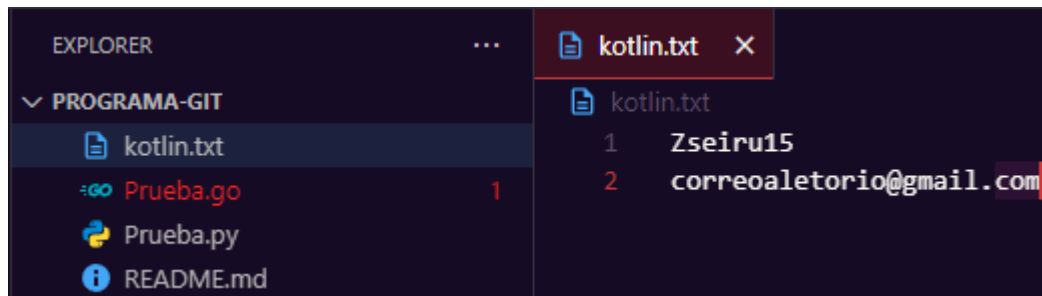 EXPLORER ...
PROGRAMA-GIT
kotlin.txt
Prueba.go 1
Prueba.py
README.md
kotlin.txt
kotlin.txt
1 Zseiru15
2 correoaletorio@gmail.com